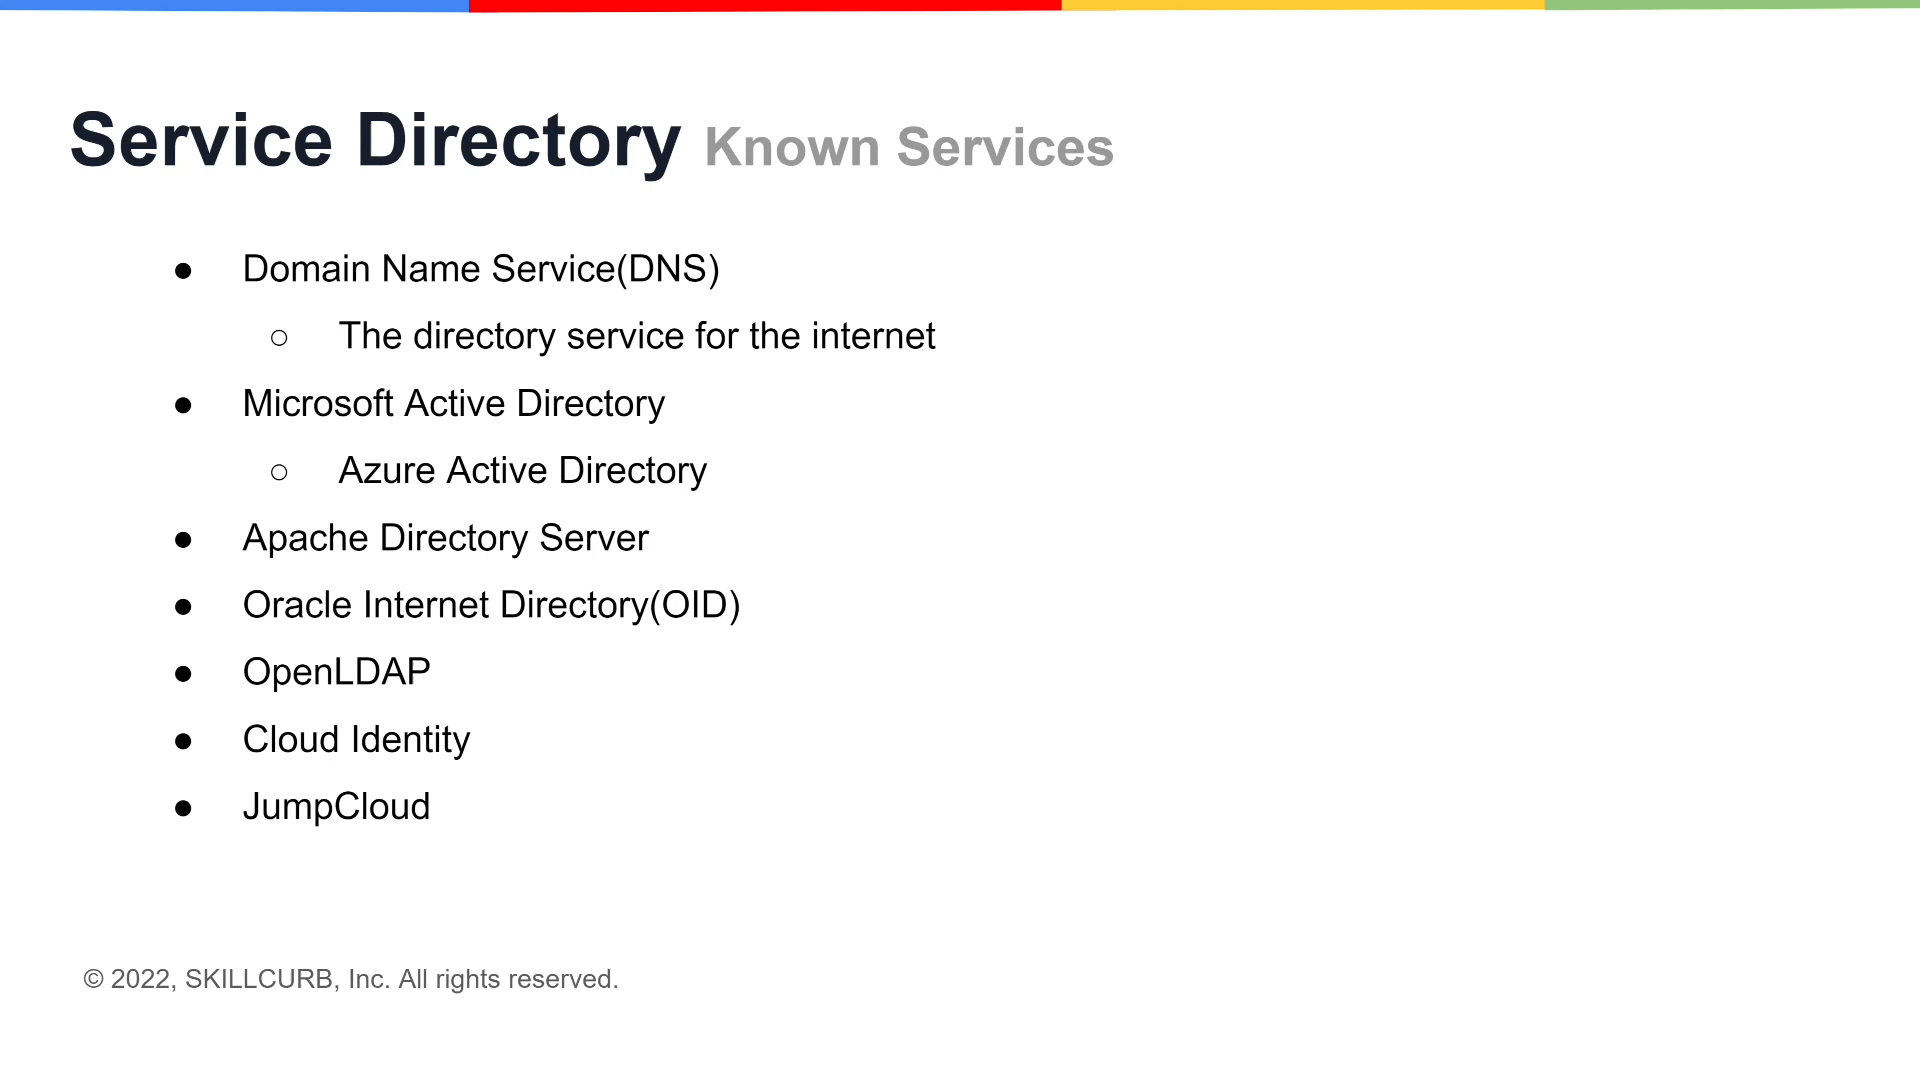 Service Directory Known Services
● Domain Name Service(DNS)
○ The directory service for the internet
● Microsoft Active Directory
○ Azure Active Directory
● Apache Directory Server
● Oracle Internet Directory(OID)
● OpenLDAP
● Cloud Identity
● JumpCloud
© 2022, SKILLCURB, Inc. All rights reserved.